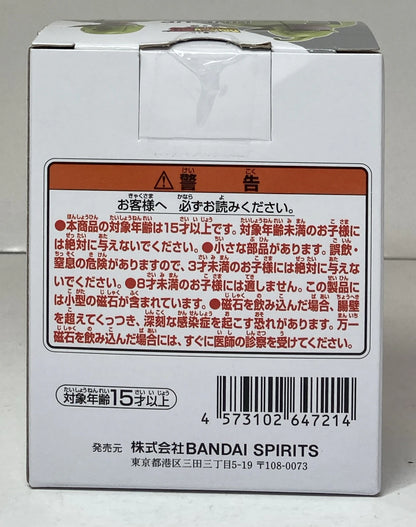 ⚠警告
お客様へ 必ずお読みください。
●本商品の対象年齢は15才以上です。対象年齢未満のお子様に
は絶対に与えないでください。●小さな部品があります。誤飲・
窒息の危険がありますので、3才未満のお子様には絶対に与えな
いでください。●8才未満のお子様には適しません。この製品に
は小型の磁石が含まれています。●磁石を飲み込んだ場合、腸壁
を超えてくっつき、深刻な感染症を起こす恐れがあります。万一
磁石を飲み込んだ場合には、すぐに医師の診察を受けてください。
対象年齢15才以上
4 573102 647214
発売元 株式会社BANDAI SPIRITS
東京都港区三田三丁目5-19 〒108-0073